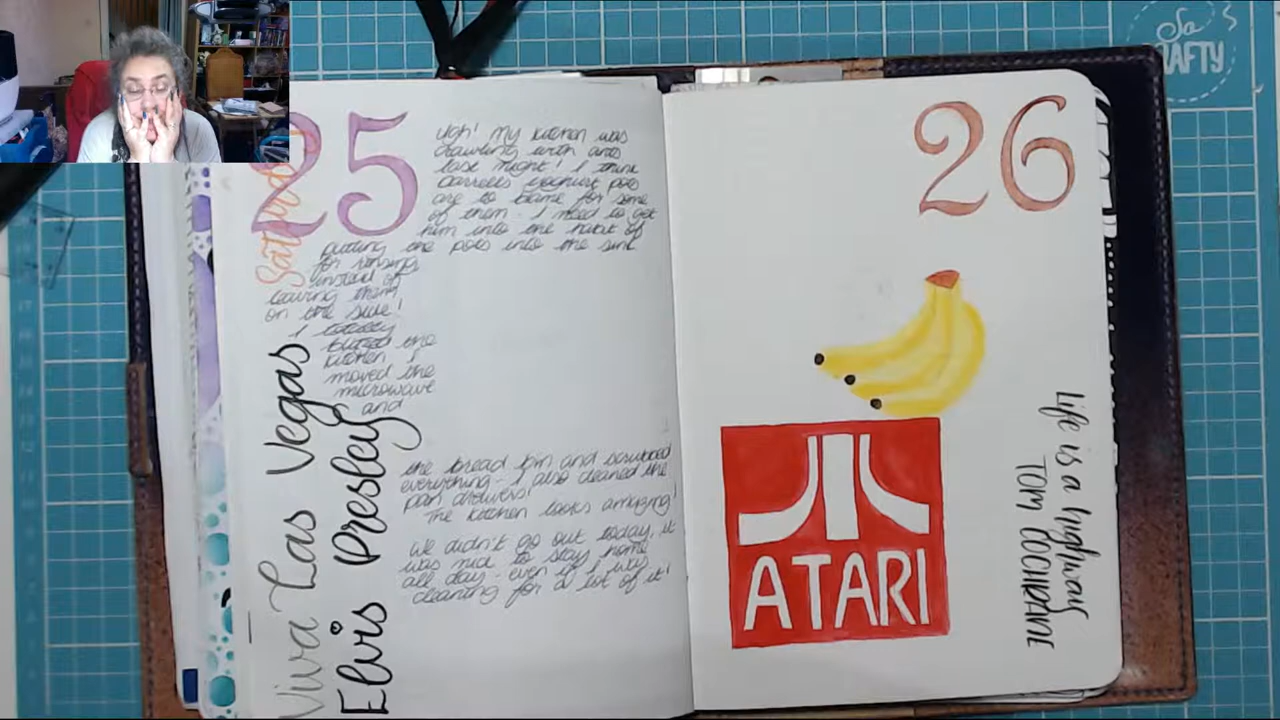 25
Saturday
Ugh! My kitchen was
crawling with ants
last night! I think
Darrells yoghurt pots
are to blame for some
of them. I need to get
him into the habit of
putting the pots into the sink
for rinsing
instead of
leaving them
on the side!
I totally
blitzed the
kitchen. I
moved the
microwave
and
the bread bin and scrubbed
everything. I also cleaned the
pan drawers!
The kitchen looks amazing!
We didn't go out today, it
was nice to stay home
all day - even if I was
cleaning for a lot of it!
Viva Las Vegas
Elvis Presley
26
ATARI
Life is a highway
TOM COCHRANE
So
CRAFTY